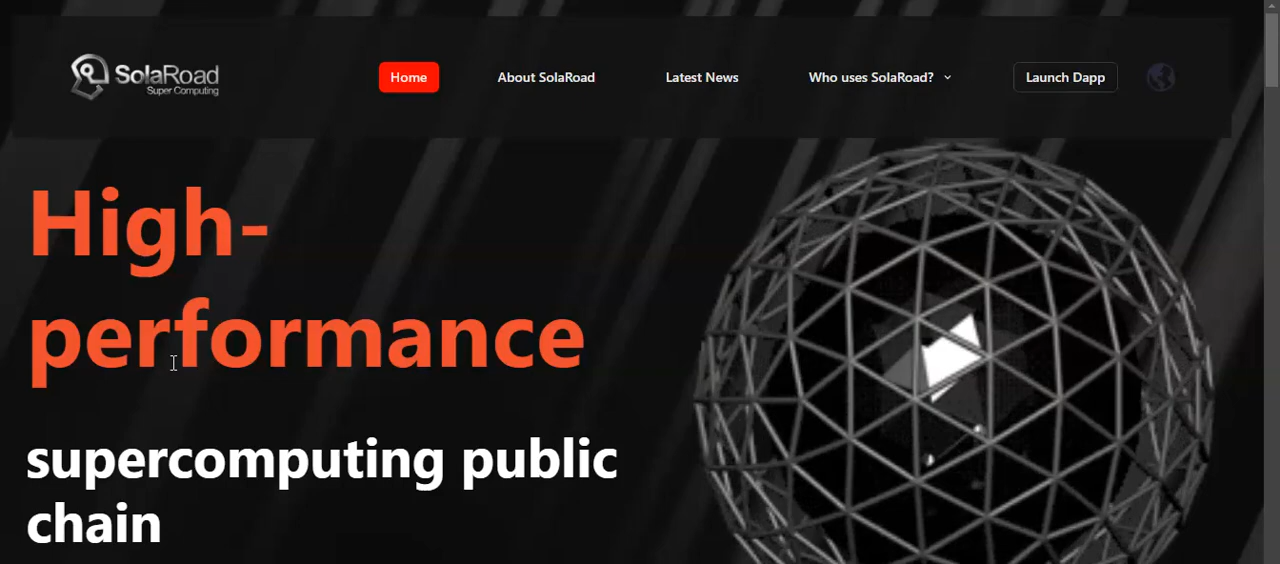 SolaRoad
Super Computing
Home
About SolaRoad
Latest News
Who uses SolaRoad?
Launch Dapp
High-
performance
supercomputing public
chain